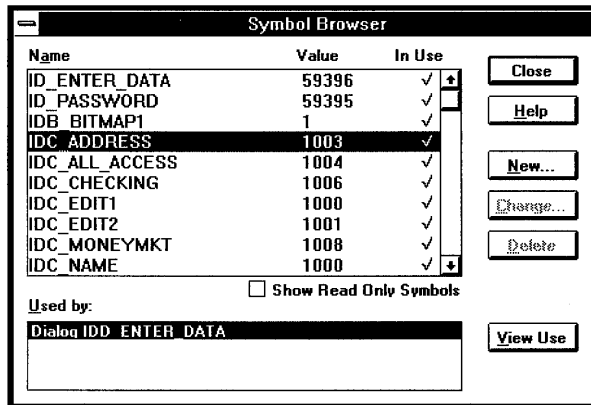 Symbol Browser
Name Value In Use
ID_ENTER_DATA 59396 ✓
ID_PASSWORD 59395 ✓
IDB_BITMAP1 1 ✓
IDC_ADDRESS 1003 ✓
IDC_ALL_ACCESS 1004 ✓
IDC_CHECKING 1006 ✓
IDC_EDIT1 1000 ✓
IDC_EDIT2 1001 ✓
IDC_MONEYMKT 1008 ✓
IDC_NAME 1000 ✓
Close
Help
New...
Change...
Delete
Show Read Only Symbols
Used by:
Dialog IDD_ENTER_DATA
View Use